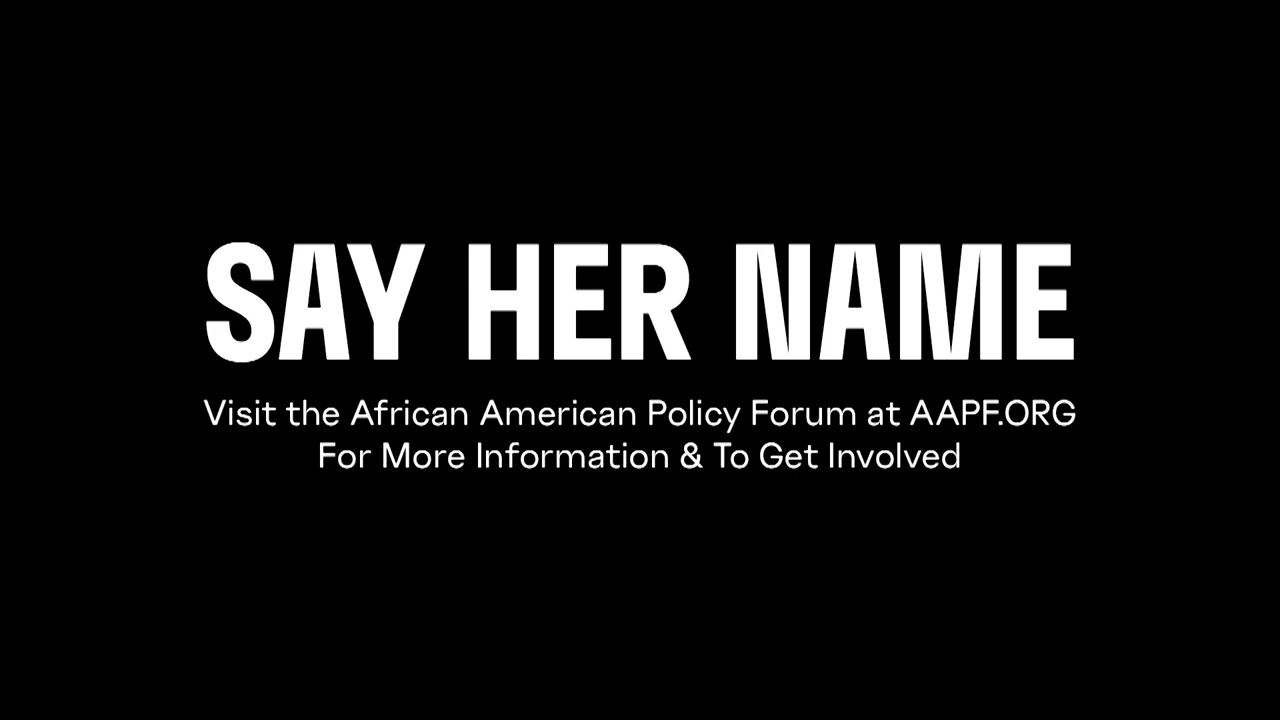 SAY HER NAME
Visit the African American Policy Forum at AAPF.ORG
For More Information & To Get Involved